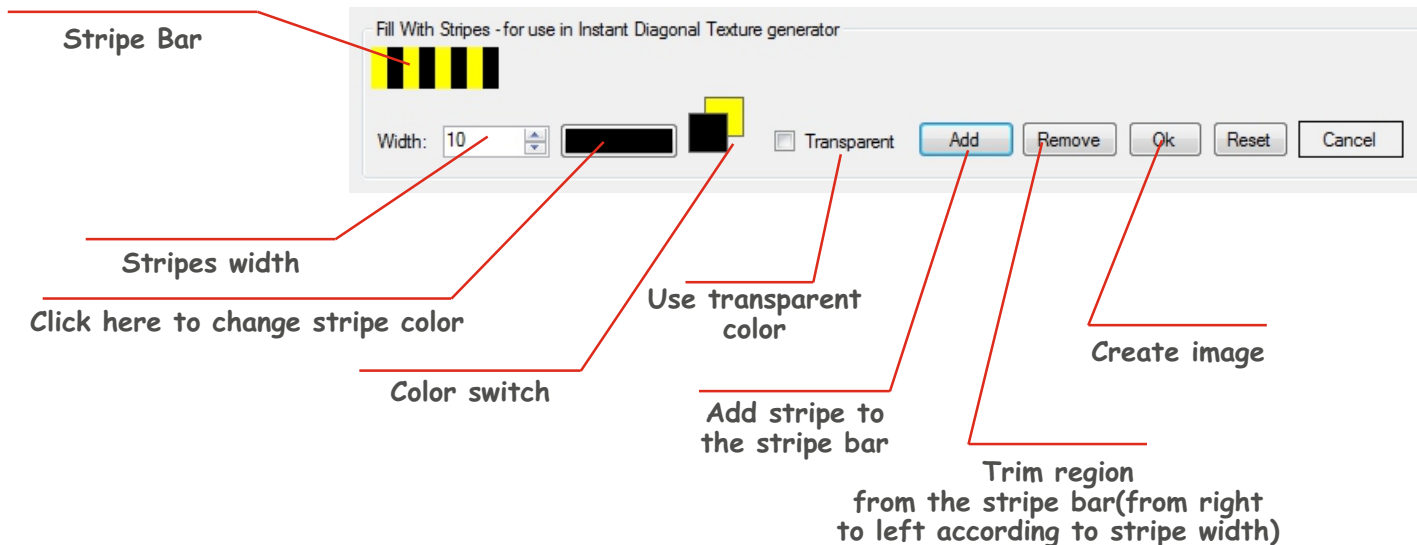 Fill With Stripes - for use in Instant Diagonal Texture generator
Stripe Bar
Width: 10 Transparent Add Remove Ok Reset Cancel
Stripes width
Click here to change stripe color
Color switch
Use transparent
color
Add stripe to
the stripe bar
Create image
Trim region
from the stripe bar(from right
to left according to stripe width)